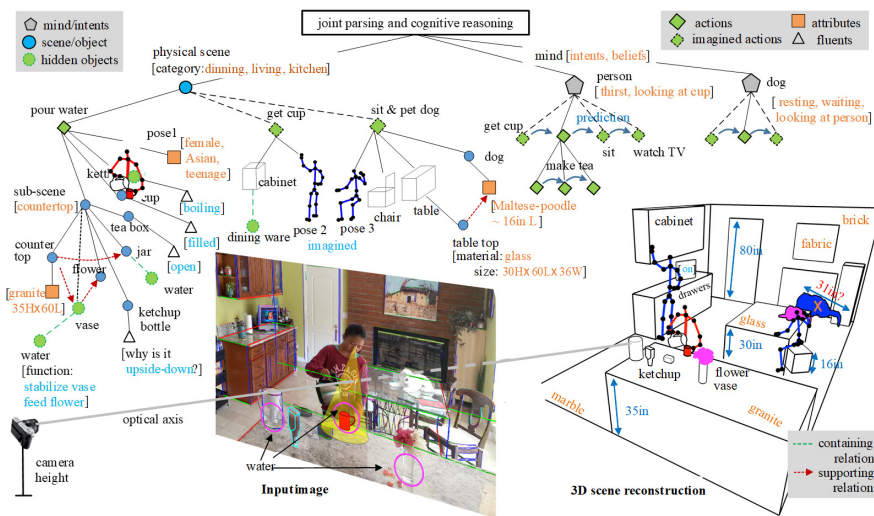 joint parsing and cognitive reasoning
mind/intents
scene/object
hidden objects
actions
imagined actions
attributes
fluents
physical scene
[category:dinning, living, kitchen]
mind [intents, beliefs]
person
[thirst, looking at cup]
dog
[resting, waiting,
looking at person]
pour water
get cup
sit & pet dog
get cup
prediction
sit
watch TV
make tea
pose1
[female,
Asian,
teenage]
cup
sub-scene
[countertop]
[boiling]
cabinet
pose 2
pose 3
imagined
chair
table
dog
[Maltese-poodle
~ 16in L]
tea box
[filled]
dining ware
table top
[material: glass
size: 30HX60LX36W]
counter
top
flower
jar
[open]
water
[granite
35HX60L]
vase
ketchup
bottle
water
[function:
stabilize vase
feed flower]
[why is it
upside-down?]
optical axis
camera
height
water
Input image
cabinet
brick
fabric
80in
[on]
drawers
31in?
X
glass
30in
16in
ketchup
flower
vase
marble
35in
granite
3D scene reconstruction
containing
relation
supporting
relation